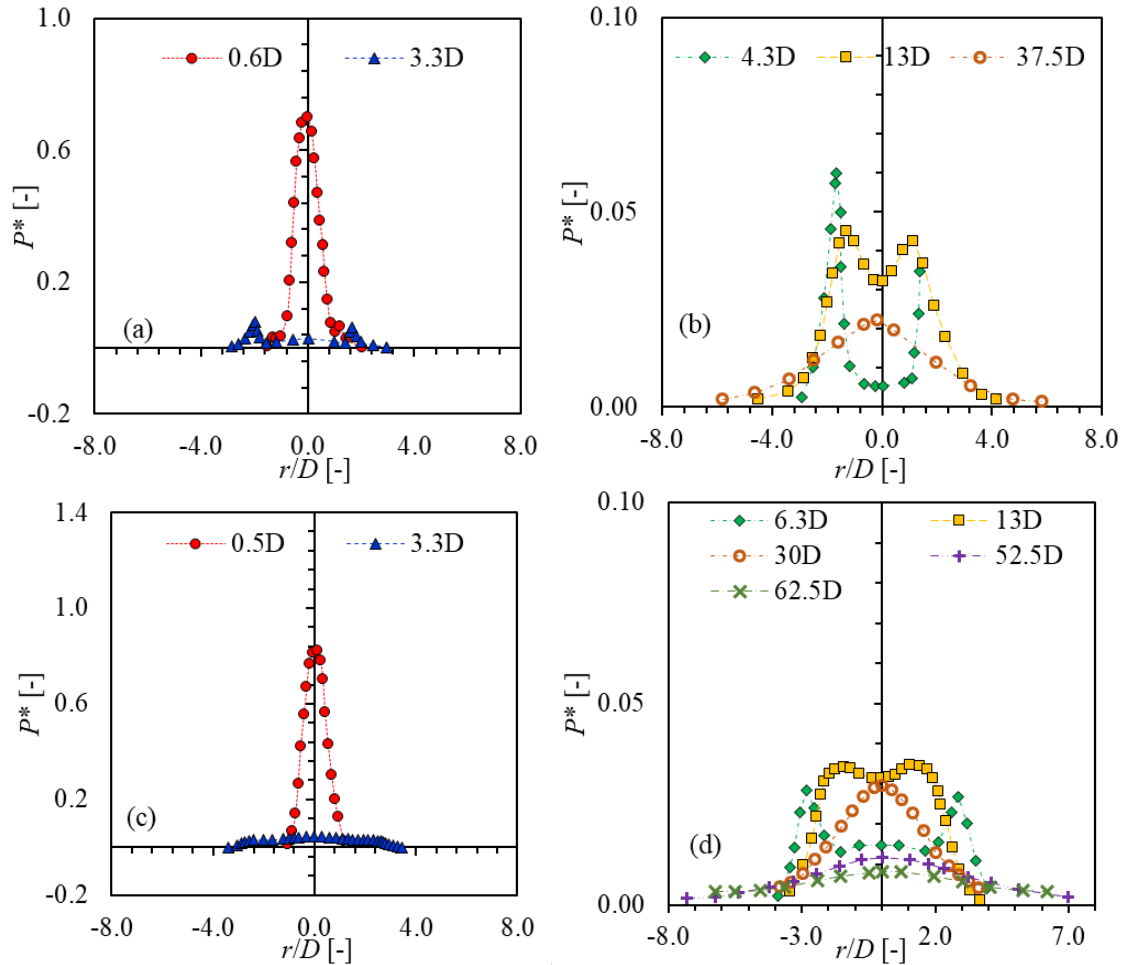 1.0
0.6
0.2
-0.2
P* [-]
0.6D 3.3D
(a)
-8.0 -4.0 0.0 4.0 8.0
r/D [-]
0.10
0.05
0.00
P* [-]
4.3D 13D 37.5D
(b)
-8.0 -4.0 0.0 4.0 8.0
r/D [-]
1.4
1.0
0.6
0.2
-0.2
P* [-]
0.5D 3.3D
(c)
-8.0 -4.0 0.0 4.0 8.0
r/D [-]
0.10
0.05
0.00
P* [-]
6.3D 13D
30D 52.5D
62.5D
(d)
-8.0 -3.0 2.0 7.0
r/D [-]